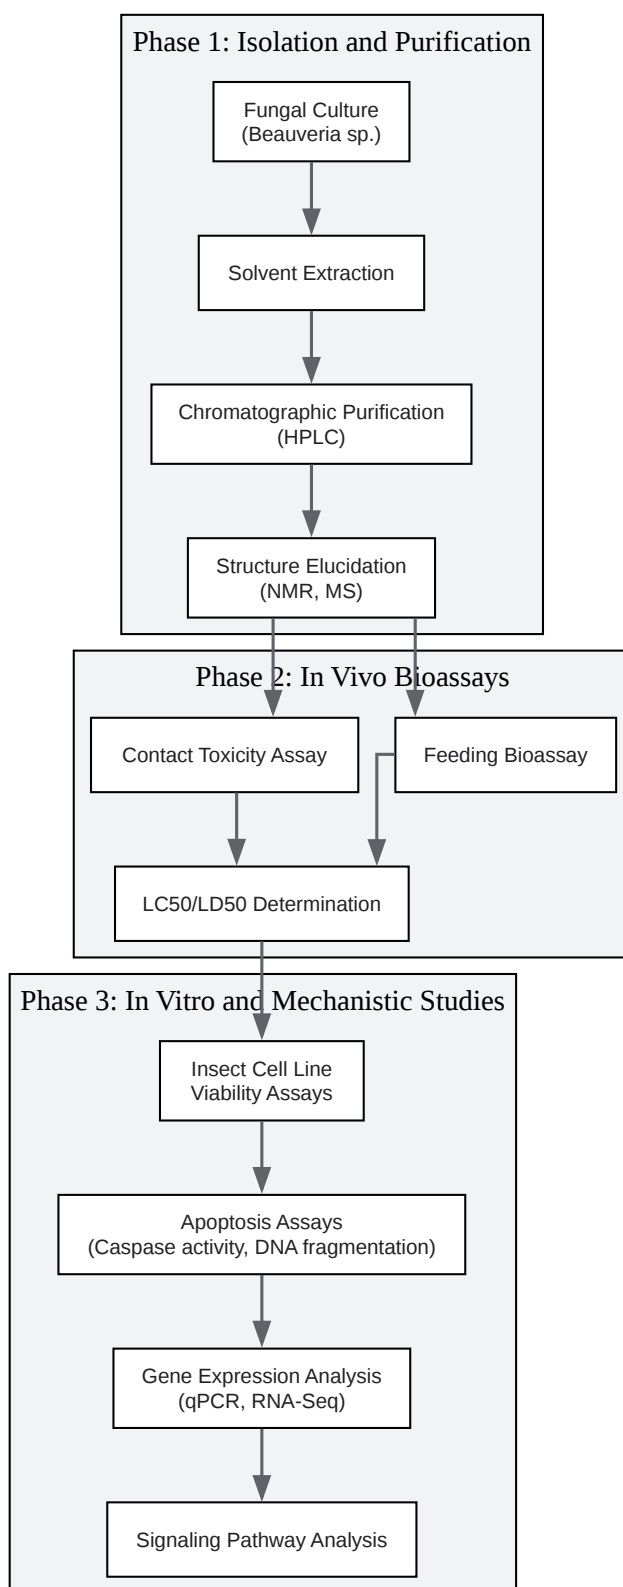 Phase 1: Isolation and Purification
Fungal Culture
(Beauveria sp.)
Solvent Extraction
Chromatographic Purification
(HPLC)
Structure Elucidation
(NMR, MS)
Phase 2: In Vivo Bioassays
Contact Toxicity Assay
Feeding Bioassay
LC50/LD50 Determination
Phase 3: In Vitro and Mechanistic Studies
Insect Cell Line
Viability Assays
Apoptosis Assays
(Caspase activity, DNA fragmentation)
Gene Expression Analysis
(qPCR, RNA-Seq)
Signaling Pathway Analysis